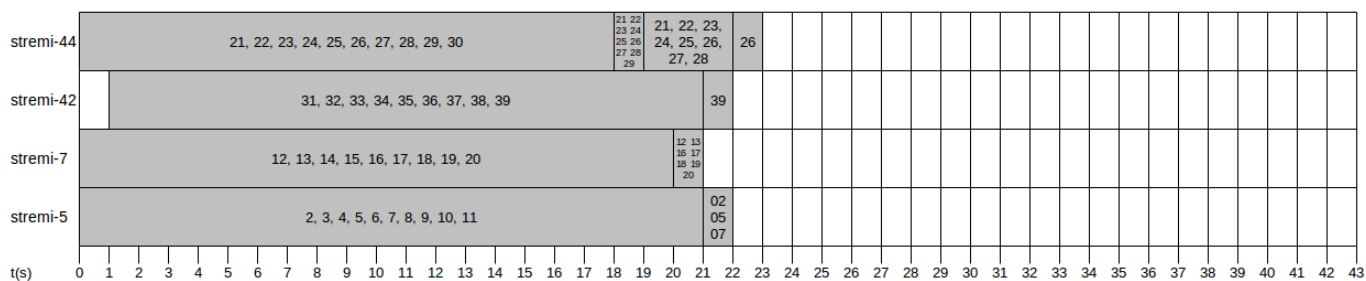 stremi-44
21, 22, 23, 24, 25, 26, 27, 28, 29, 30
21 22
23 24
25 26
27 28
29
21, 22, 23,
24, 25, 26,
27, 28
26
stremi-42
31, 32, 33, 34, 35, 36, 37, 38, 39
39
stremi-7
12, 13, 14, 15, 16, 17, 18, 19, 20
12 13
16 17
18 19
20
stremi-5
2, 3, 4, 5, 6, 7, 8, 9, 10, 11
02
05
07
t(s) 0 1 2 3 4 5 6 7 8 9 10 11 12 13 14 15 16 17 18 19 20 21 22 23 24 25 26 27 28 29 30 31 32 33 34 35 36 37 38 39 40 41 42 43